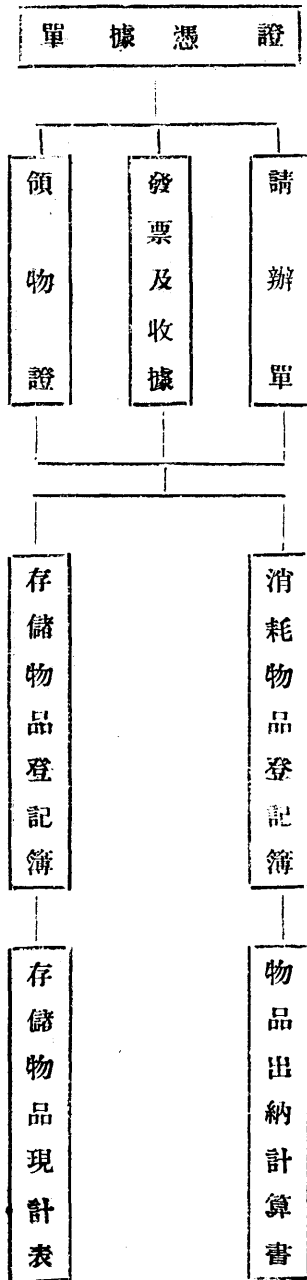 單據憑證
請辦單
發票及收據
領物證
消耗物品登記簿
存儲物品登記簿
物品出納計算書
存儲物品現計表